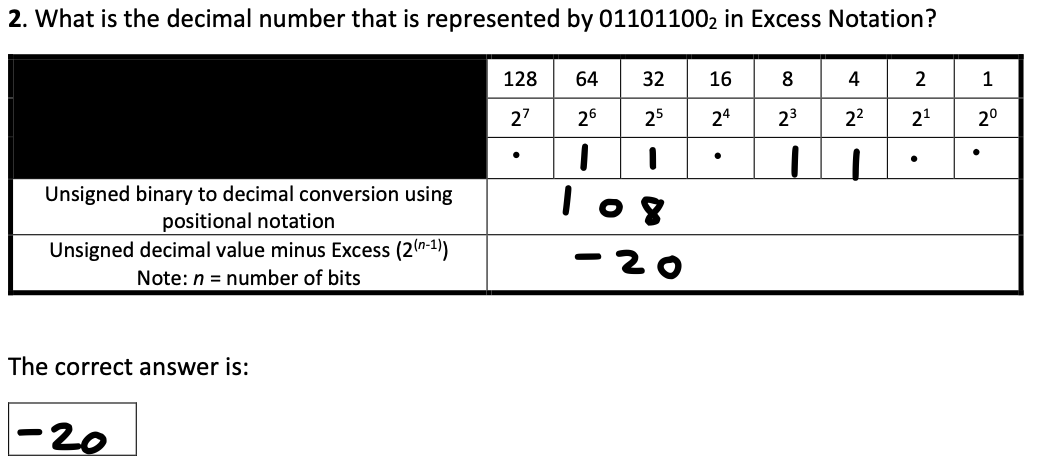 2. What is the decimal number that is represented by 01101100₂ in Excess Notation?
128 64 32 16 8 4 2 1
2⁷ 2⁶ 2⁵ 2⁴ 2³ 2² 2¹ 2⁰
· 1 1 · 1 1 · ·
Unsigned binary to decimal conversion using
positional notation
108
Unsigned decimal value minus Excess (2⁽ⁿ⁻¹⁾)
Note: n = number of bits
-20
The correct answer is:
-20